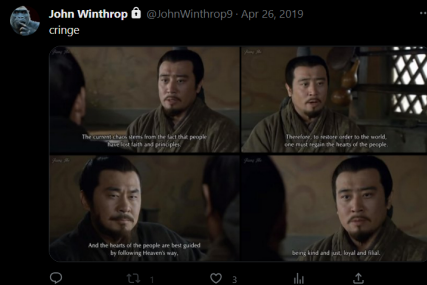 John Winthrop @JohnWinthrop9 · Apr 26, 2019
cringe
The current chaos stems from the fact that people
have lost faith and principles.
Therefore, to restore order to the world,
one must regain the hearts of the people.
And the hearts of the people are best guided
by following Heaven's way,
being kind and just, loyal and filial.
1
3